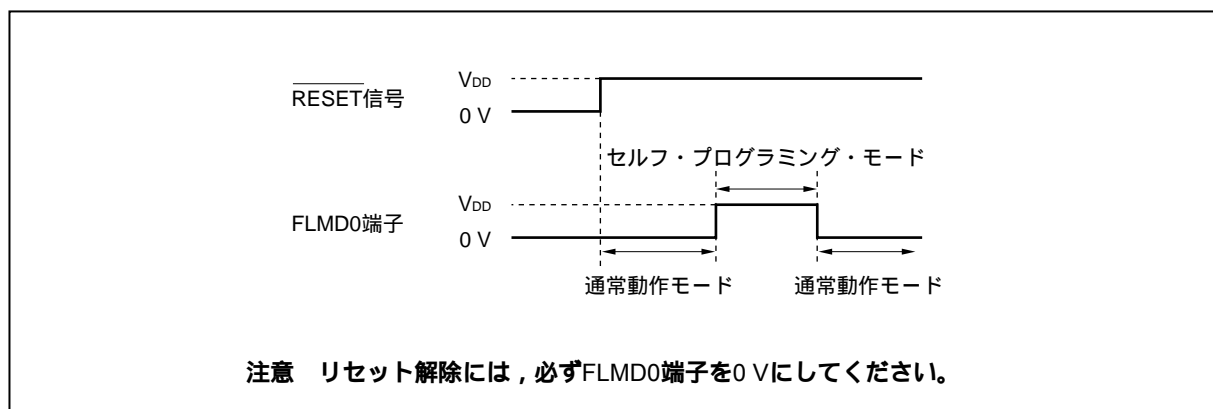 VDD
RESET信号
0 V
セルフ・プログラミング・モード
VDD
FLMD0端子
0 V
通常動作モード 通常動作モード
注意 リセット解除には，必ずFLMD0端子を0 Vにしてください。